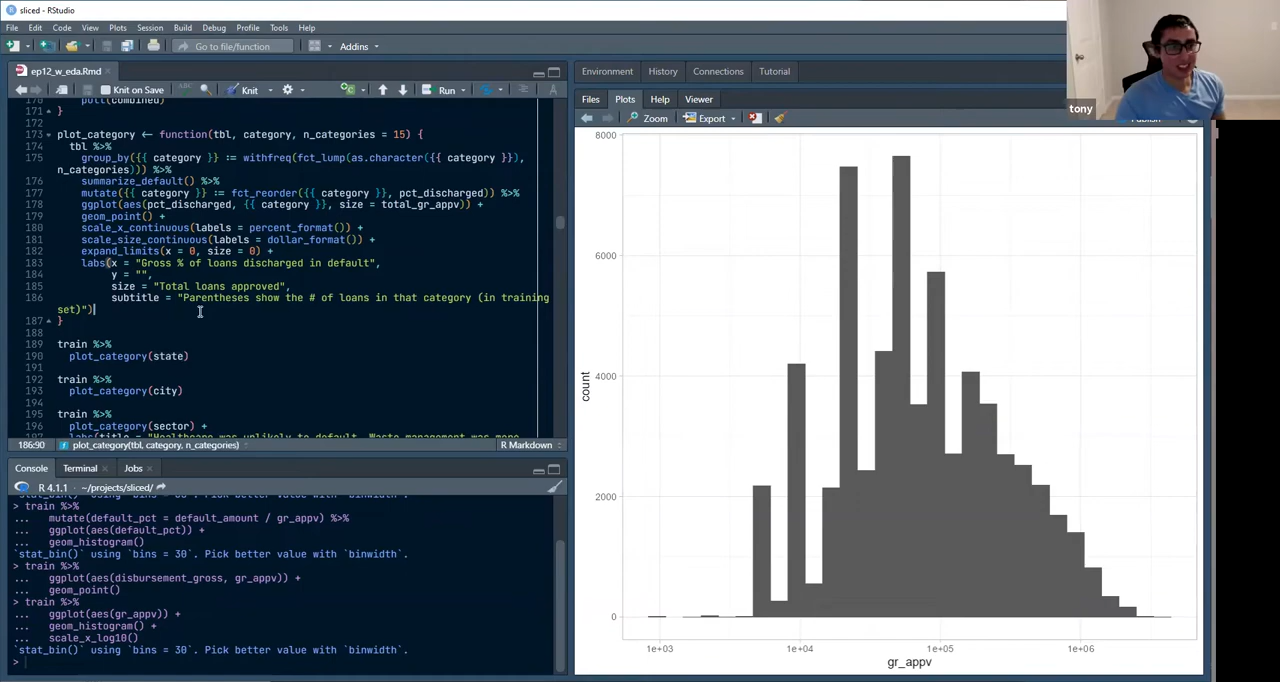 sliced - RStudio
File Edit Code View Plots Session Build Debug Profile Tools Help
Go to file/function Addins
ep12_w_eda.Rmd
Knit on Save ABC Knit Run
171 }
172
173 plot_category ← function(tbl, category, n_categories = 15) {
174 tbl %>%
175 group_by({{ category }} := withfreq(fct_lump(as.character({{ category }}),
n_categories))) %>%
176 summarize_default() %>%
177 mutate({{ category }} := fct_reorder({{ category }}, pct_discharged)) %>%
178 ggplot(aes(pct_discharged, {{ category }}, size = total_gr_appv)) +
179 geom_point() +
180 scale_x_continuous(labels = percent_format()) +
181 scale_size_continuous(labels = dollar_format()) +
182 expand_limits(x = 0, size = 0) +
183 labs(x = "Gross % of loans discharged in default",
184 y = "",
185 size = "Total loans approved",
186 subtitle = "Parentheses show the # of loans in that category (in training
set)")
187 }
188
189 train %>%
190 plot_category(state)
191
192 train %>%
193 plot_category(city)
194
195 train %>%
196 plot_category(sector) +
186:90 plot_category(tbl, category, n_categories) R Markdown
Console Terminal Jobs
R 4.1.1 · ~/projects/sliced/
> train %>%
... mutate(default_pct = default_amount / gr_appv) %>%
... ggplot(aes(default_pct)) +
... geom_histogram()
`stat_bin()` using `bins = 30`. Pick better value with `binwidth`.
> train %>%
... ggplot(aes(disbursement_gross, gr_appv)) +
... geom_point()
> train %>%
... ggplot(aes(gr_appv)) +
... geom_histogram() +
... scale_x_log10()
`stat_bin()` using `bins = 30`. Pick better value with `binwidth`.
>
Environment History Connections Tutorial
Files Plots Help Viewer
Zoom Export
tony
8000
6000
4000
2000
0
count
1e+03 1e+04 1e+05 1e+06
gr_appv